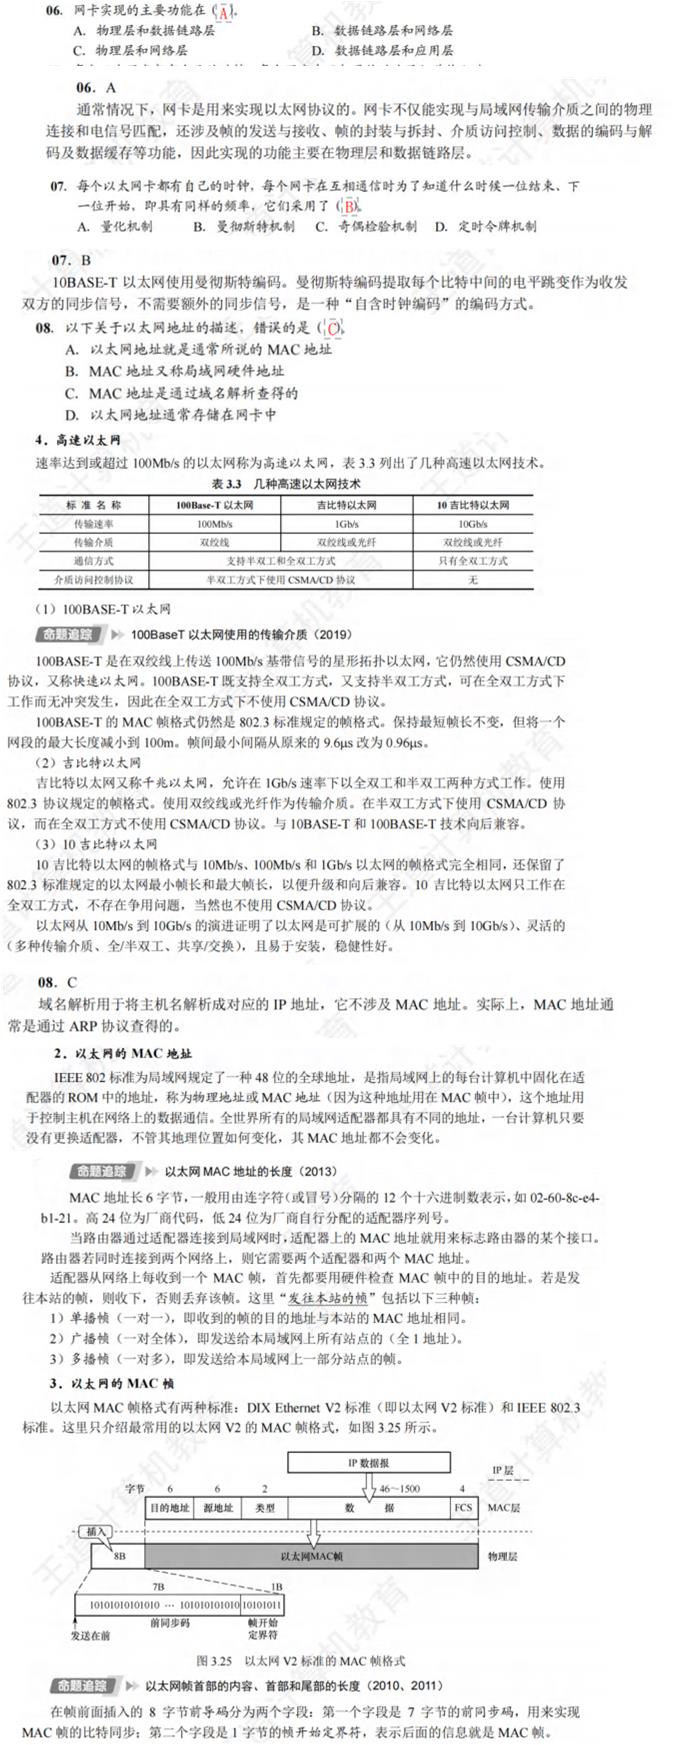 06. 网卡实现的主要功能在（A）。
A. 物理层和数据链路层 B. 数据链路层和网络层
C. 物理层和网络层 D. 数据链路层和应用层
06. A
通常情况下，网卡是用来实现以太网协议的。网卡不仅能实现与局域网传输介质之间的物理
连接和电信号匹配，还涉及帧的发送与接收、帧的封装与拆封、介质访问控制、数据的编码与解
码及数据缓存等功能，因此实现的功能主要在物理层和数据链路层。
07. 每个以太网卡都有自己的时钟，每个网卡在互相通信时为了知道什么时候一位结束、下
一位开始，即具有同样的频率，它们采用了（B）。
A. 量化机制 B. 曼彻斯特机制 C. 奇偶检验机制 D. 定时令牌机制
07. B
10BASE-T 以太网使用曼彻斯特编码。曼彻斯特编码提取每个比特中间的电平跳变作为收发
双方的同步信号，不需要额外的同步信号，是一种“自含时钟编码”的编码方式。
08. 以下关于以太网地址的描述，错误的是（C）。
A. 以太网地址就是通常所说的 MAC 地址
B. MAC 地址又称局域网硬件地址
C. MAC 地址是通过域名解析查得的
D. 以太网地址通常存储在网卡中
4. 高速以太网
速率达到或超过 100Mb/s 的以太网称为高速以太网，表 3.3 列出了几种高速以太网技术。
表 3.3 几种高速以太网技术
标准名称 100Base-T 以太网 吉比特以太网 10 吉比特以太网
传输速率 100Mb/s 1Gb/s 10Gb/s
传输介质 双绞线 双绞线或光纤 双绞线或光纤
通信方式 支持半双工和全双工方式 只有全双工方式
介质访问控制协议 半双工方式下使用 CSMA/CD 协议 无
（1）100BASE-T 以太网
命题追踪 100BaseT 以太网使用的传输介质（2019）
100BASE-T 是在双绞线上传送 100Mb/s 基带信号的星形拓扑以太网，它仍然使用 CSMA/CD
协议，又称快速以太网。100BASE-T 既支持全双工方式，又支持半双工方式，可在全双工方式下
工作而无冲突发生，因此在全双工方式下不使用 CSMA/CD 协议。
100BASE-T 的 MAC 帧格式仍然是 802.3 标准规定的帧格式。保持最短帧长不变，但将一个
网段的最大长度减小到 100m。帧间最小间隔从原来的 9.6μs 改为 0.96μs。
（2）吉比特以太网
吉比特以太网又称千兆以太网，允许在 1Gb/s 速率下以全双工和半双工两种方式工作。使用
802.3 协议规定的帧格式。使用双绞线或光纤作为传输介质。在半双工方式下使用 CSMA/CD 协
议，而在全双工方式不使用 CSMA/CD 协议。与 10BASE-T 和 100BASE-T 技术向后兼容。
（3）10 吉比特以太网
10 吉比特以太网的帧格式与 10Mb/s、100Mb/s 和 1Gb/s 以太网的帧格式完全相同，还保留了
802.3 标准规定的以太网最小帧长和最大帧长，以便升级和向后兼容。10 吉比特以太网只工作在
全双工方式，不存在争用问题，当然也不使用 CSMA/CD 协议。
以太网从 10Mb/s 到 10Gb/s 的演进证明了以太网是可扩展的（从 10Mb/s 到 10Gb/s）、灵活的
（多种传输介质、全/半双工、共享/交换），且易于安装，稳健性好。
08. C
域名解析用于将主机名解析成对应的 IP 地址，它不涉及 MAC 地址。实际上，MAC 地址通
常是通过 ARP 协议查得的。
2. 以太网的 MAC 地址
IEEE 802 标准为局域网规定了一种 48 位的全球地址，是指局域网上的每台计算机中固化在适
配器的 ROM 中的地址，称为物理地址或 MAC 地址（因为这种地址用在 MAC 帧中），这个地址用
于控制主机在网络上的数据通信。全世界所有的局域网适配器都具有不同的地址，一台计算机只要
没有更换适配器，不管其地理位置如何变化，其 MAC 地址都不会变化。
命题追踪 以太网 MAC 地址的长度（2013）
MAC 地址长 6 字节，一般用由连字符（或冒号）分隔的 12 个十六进制数表示，如 02-60-8c-e4-
b1-21。高 24 位为厂商代码，低 24 位为厂商自行分配的适配器序列号。
当路由器通过适配器连接到局域网时，适配器上的 MAC 地址就用来标志路由器的某个接口。
路由器若同时连接到两个网络上，则它需要两个适配器和两个 MAC 地址。
适配器从网络上每收到一个 MAC 帧，首先都要用硬件检查 MAC 帧中的目的地址。若是发
往本站的帧，则收下，否则丢弃该帧。这里“发往本站的帧”包括以下三种帧：
1）单播帧（一对一），即收到的帧的目的地址与本站的 MAC 地址相同。
2）广播帧（一对全体），即发送给本局域网上所有站点的（全 1 地址）。
3）多播帧（一对多），即发送给本局域网上一部分站点的帧。
3. 以太网的 MAC 帧
以太网 MAC 帧格式有两种标准：DIX Ethernet V2 标准（即以太网 V2 标准）和 IEEE 802.3
标准。这里只介绍最常用的以太网 V2 的 MAC 帧格式，如图 3.25 所示。
IP 数据报
IP 层
字节 6 6 2 46～1500 4
目的地址 源地址 类型 数 据 FCS MAC层
插入
8B 以太网MAC帧 物理层
7B 1B
10101010101010 … 10101010101010 10101011
前同步码 帧开始
定界符
发送在前
图 3.25 以太网 V2 标准的 MAC 帧格式
命题追踪 以太网帧首部的内容、首部和尾部的长度（2010、2011）
在帧前面插入的 8 字节前导码分为两个字段：第一个字段是 7 字节的前同步码，用来实现
MAC 帧的比特同步；第二个字段是 1 字节的帧开始定界符，表示后面的信息就是 MAC 帧。